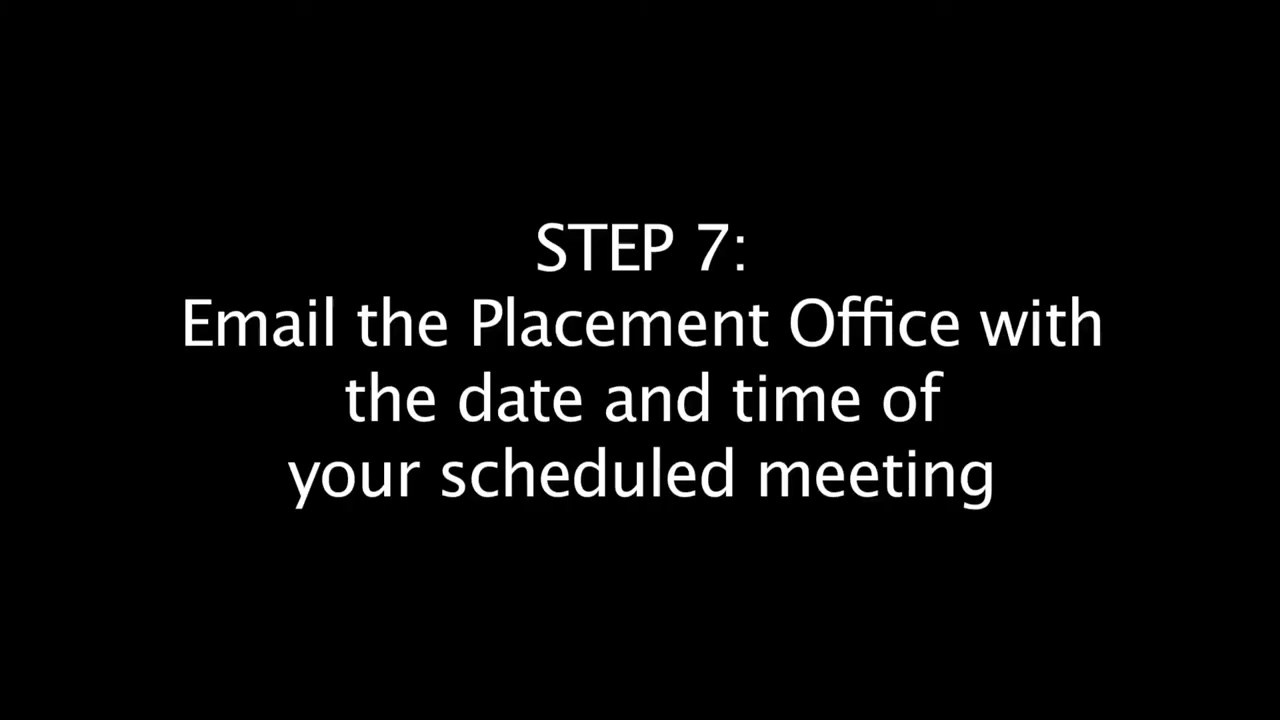 STEP 7:
Email the Placement Office with
the date and time of
your scheduled meeting